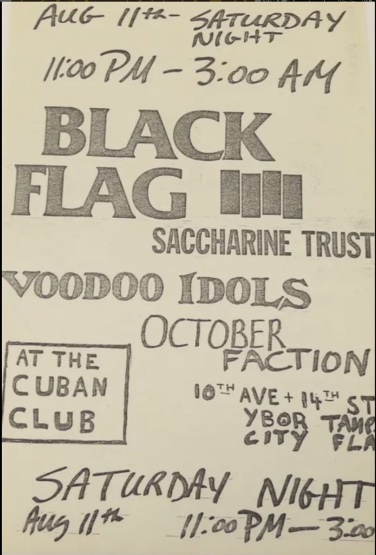 AUG 11th - SATURDAY
NIGHT
11:00 PM - 3:00 AM
BLACK
FLAG
SACCHARINE TRUST
VOODOO IDOLS
OCTOBER
FACTION
AT THE
CUBAN
CLUB
10TH AVE + 14TH ST
YBOR TAMP
CITY FLA
SATURDAY NIGHT
Aug 11th 11:00 PM - 3:00